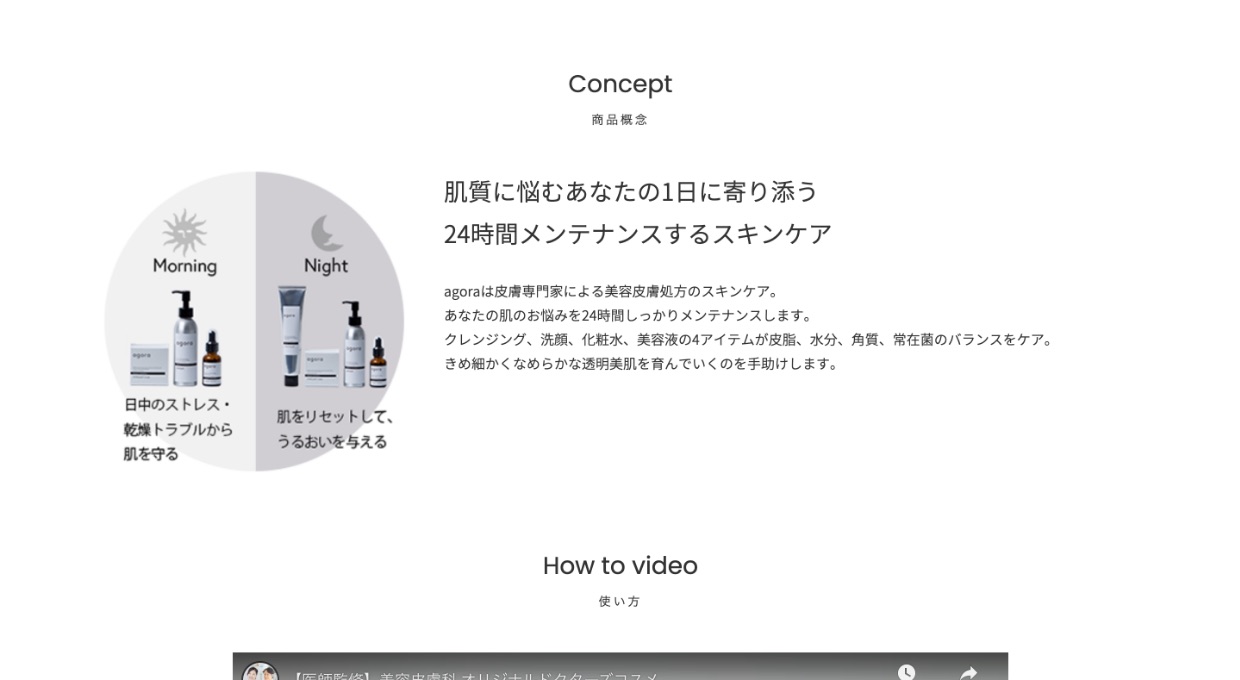 Concept
商品概念
肌質に悩むあなたの1日に寄り添う
24時間メンテナンスするスキンケア
agoraは皮膚専門家による美容皮膚処方のスキンケア。
あなたの肌のお悩みを24時間しっかりメンテナンスします。
クレンジング、洗顔、化粧水、美容液の4アイテムが皮脂、水分、角質、常在菌のバランスをケア。
きめ細かくなめらかな透明美肌を育んでいくのを手助けします。
Morning
agora
agora
日中のストレス・
乾燥トラブルから
肌を守る
Night
agora
agora
肌をリセットして、
うるおいを与える
How to video
使い方
【医師監修】美容皮膚科 オリジナルドクターズコスメ